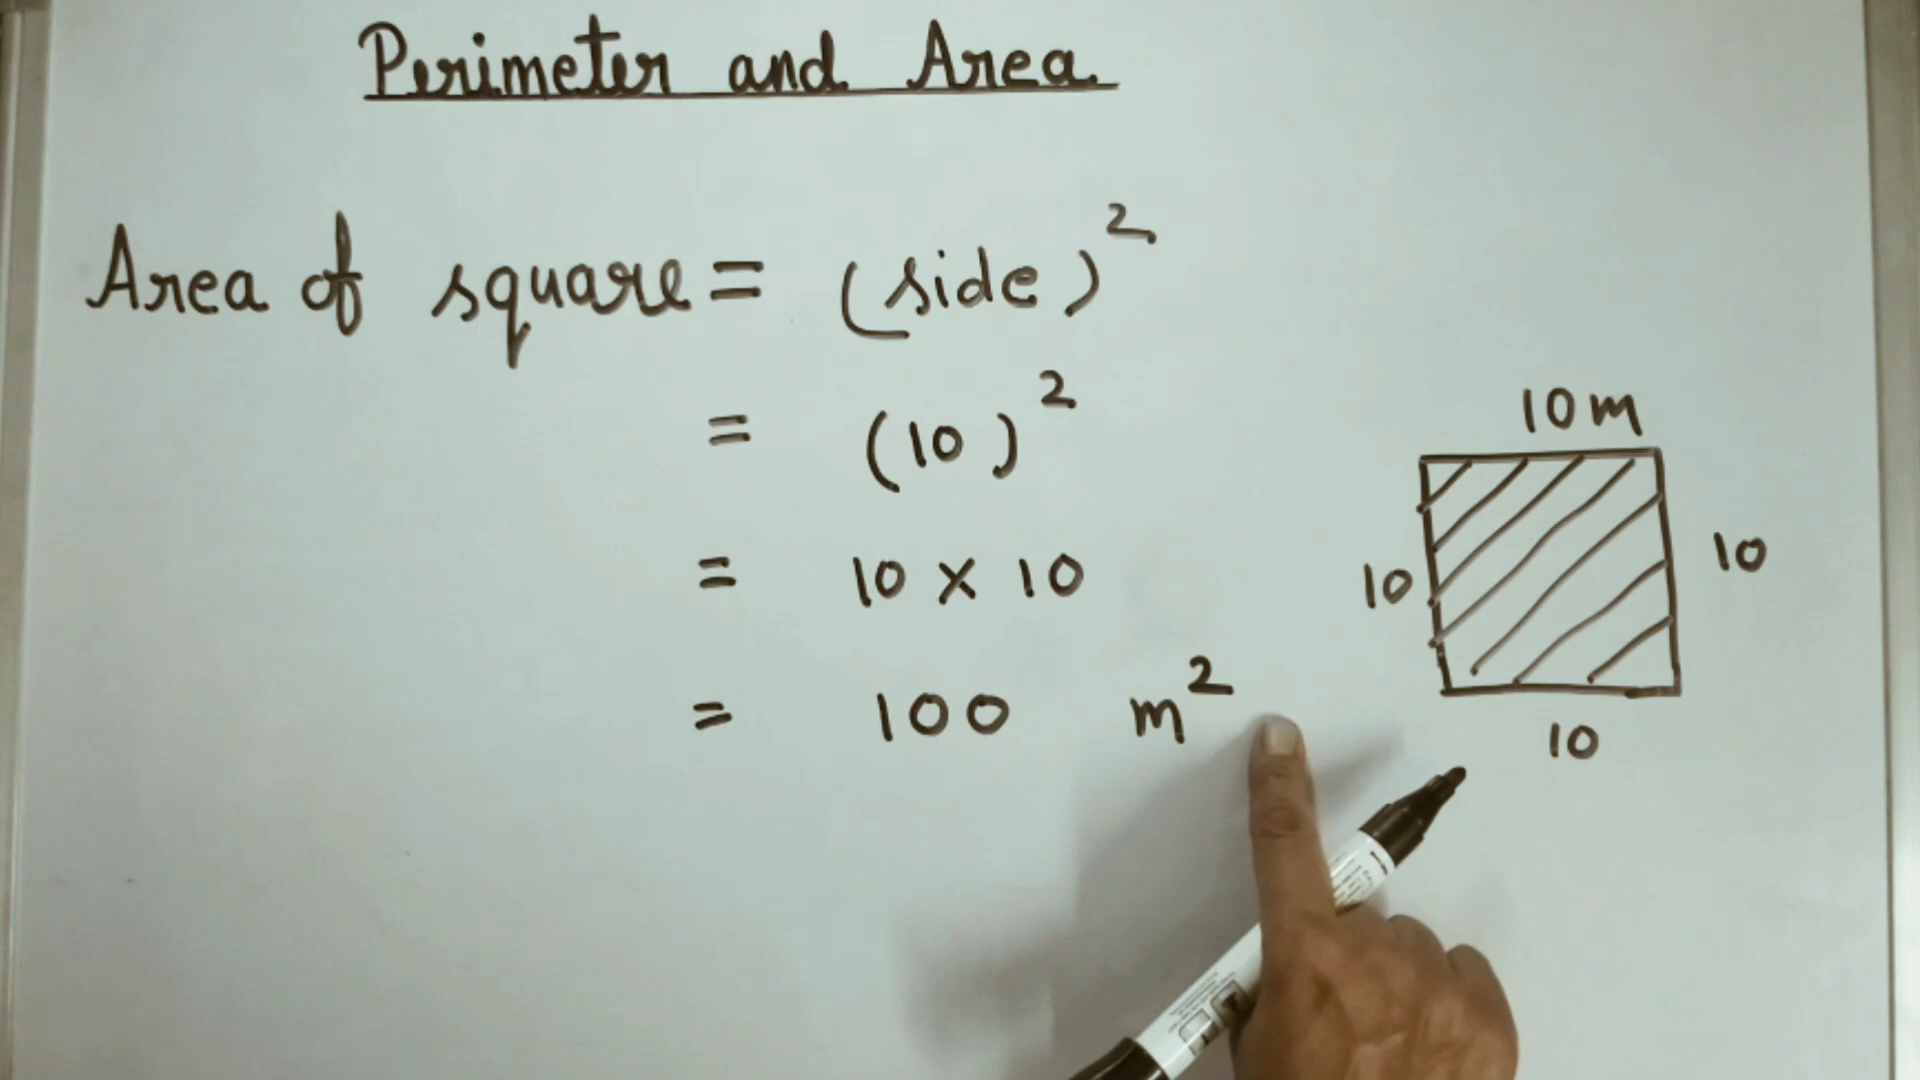 Perimeter and Area
Area of square = (side)²
= (10)²
= 10 × 10
= 100 m²
10m
10
10
10